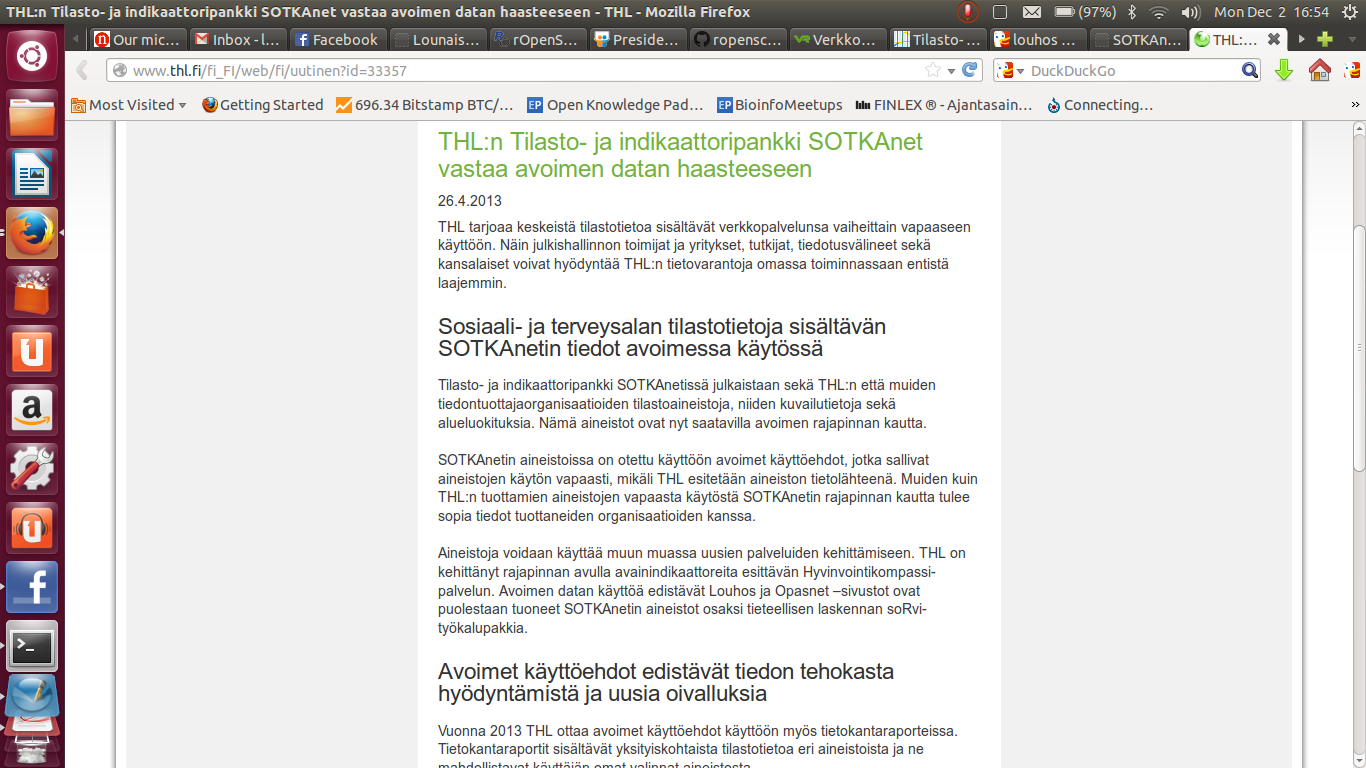 THL:n Tilasto- ja indikaattoripankki SOTKAnet vastaa avoimen datan haasteeseen - THL - Mozilla Firefox
(97%) Mon Dec 2 16:54
Our mic... Inbox - l... Facebook Lounais... rOpenS... Preside... ropensc... Verkko... Tilasto- ... louhos ... SOTKAn... THL:...
www.thl.fi/fi_FI/web/fi/uutinen?id=33357 DuckDuckGo
Most Visited Getting Started 696.34 Bitstamp BTC/... Open Knowledge Pad... BioinfoMeetups FINLEX ® - Ajantasain... Connecting... »
THL:n Tilasto- ja indikaattoripankki SOTKAnet
vastaa avoimen datan haasteeseen
26.4.2013
THL tarjoaa keskeistä tilastotietoa sisältävät verkkopalvelunsa vaiheittain vapaaseen
käyttöön. Näin julkishallinnon toimijat ja yritykset, tutkijat, tiedotusvälineet sekä
kansalaiset voivat hyödyntää THL:n tietovarantoja omassa toiminnassaan entistä
laajemmin.
Sosiaali- ja terveysalan tilastotietoja sisältävän
SOTKAnetin tiedot avoimessa käytössä
Tilasto- ja indikaattoripankki SOTKAnetissä julkaistaan sekä THL:n että muiden
tiedontuottajaorganisaatioiden tilastoaineistoja, niiden kuvailutietoja sekä
alueluokituksia. Nämä aineistot ovat nyt saatavilla avoimen rajapinnan kautta.
SOTKAnetin aineistoissa on otettu käyttöön avoimet käyttöehdot, jotka sallivat
aineistojen käytön vapaasti, mikäli THL esitetään aineiston tietolähteenä. Muiden kuin
THL:n tuottamien aineistojen vapaasta käytöstä SOTKAnetin rajapinnan kautta tulee
sopia tiedot tuottaneiden organisaatioiden kanssa.
Aineistoja voidaan käyttää muun muassa uusien palveluiden kehittämiseen. THL on
kehittänyt rajapinnan avulla avainindikaattoreita esittävän Hyvinvointikompassi-
palvelun. Avoimen datan käyttöä edistävät Louhos ja Opasnet –sivustot ovat
puolestaan tuoneet SOTKAnetin aineistot osaksi tieteellisen laskennan soRvi-
työkalupakkia.
Avoimet käyttöehdot edistävät tiedon tehokasta
hyödyntämistä ja uusia oivalluksia
Vuonna 2013 THL ottaa avoimet käyttöehdot käyttöön myös tietokantaraporteissa.
Tietokantaraportit sisältävät yksityiskohtaista tilastotietoa eri aineistoista ja ne
mahdollistavat käyttäjän omat valinnat aineistosta.